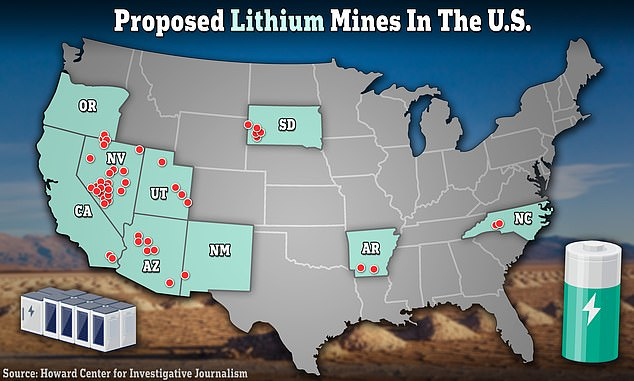 Proposed Lithium Mines In The U.S.
OR
SD
NV
UT
CA
NC
AR
NM
AZ
Source: Howard Center for Investigative Journalism